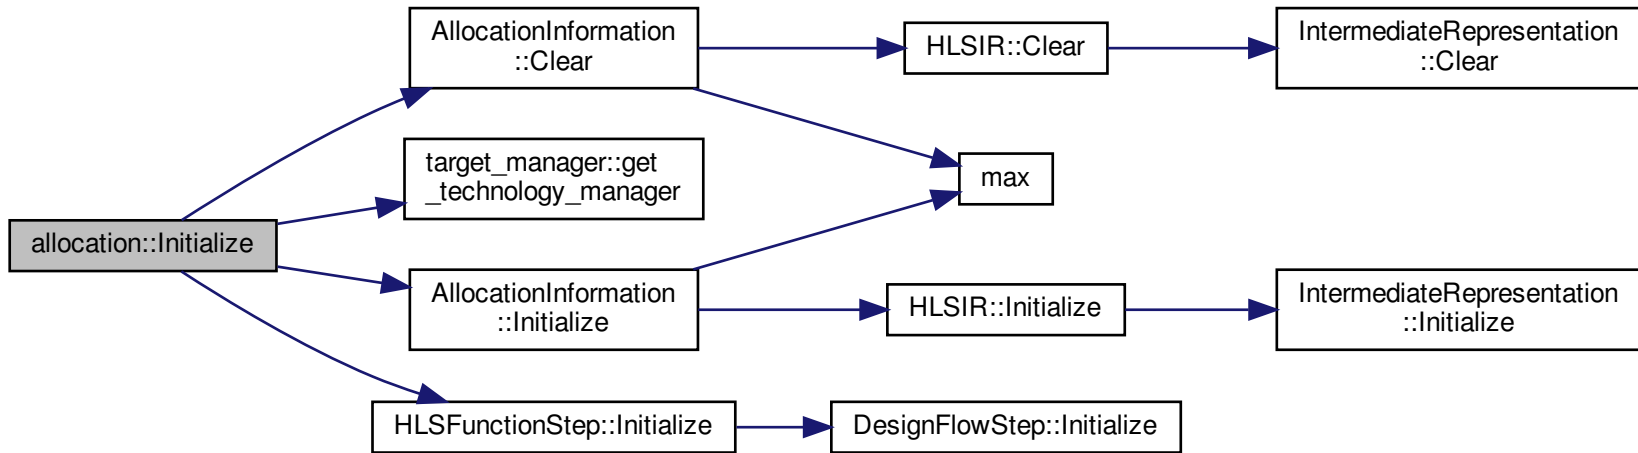 allocation::Initialize
AllocationInformation
::Clear
target_manager::get
_technology_manager
AllocationInformation
::Initialize
HLSFunctionStep::Initialize
HLSIR::Clear
max
HLSIR::Initialize
DesignFlowStep::Initialize
IntermediateRepresentation
::Clear
IntermediateRepresentation
::Initialize